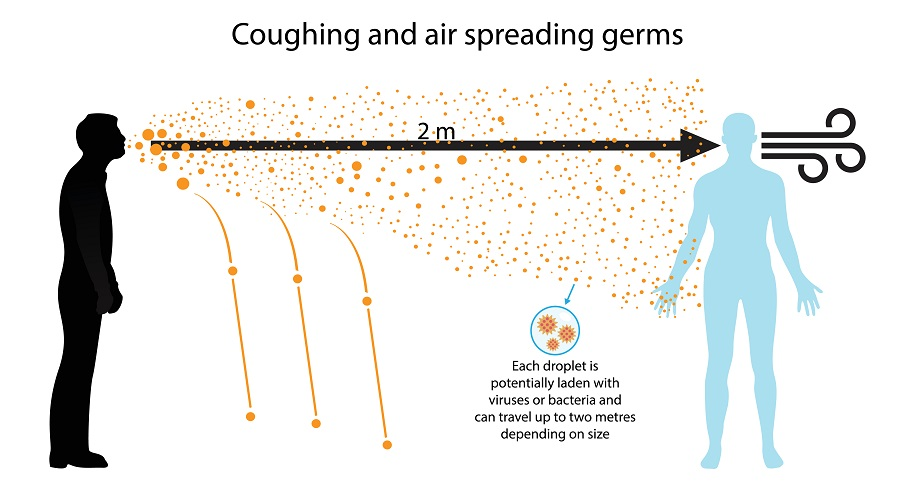 Coughing and air spreading germs
2 m
Each droplet is
potentially laden with
viruses or bacteria and
can travel up to two metres
depending on size